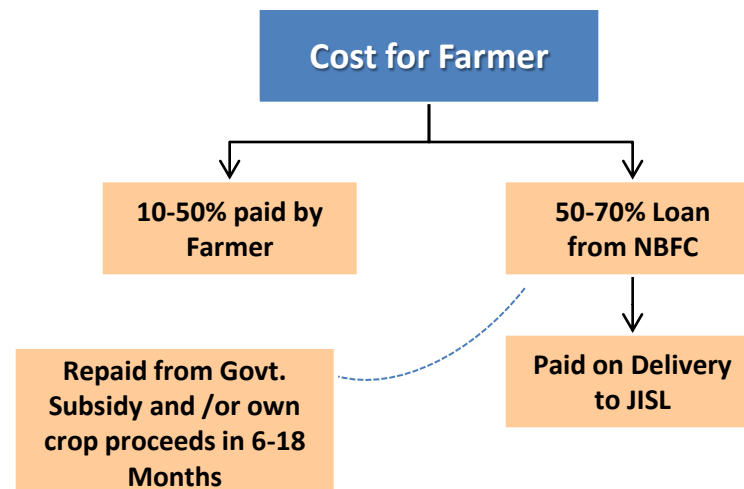 Cost for Farmer
10-50% paid by
Farmer
50-70% Loan
from NBFC
Repaid from Govt.
Subsidy and /or own
crop proceeds in 6-18
Months
Paid on Delivery
to JISL